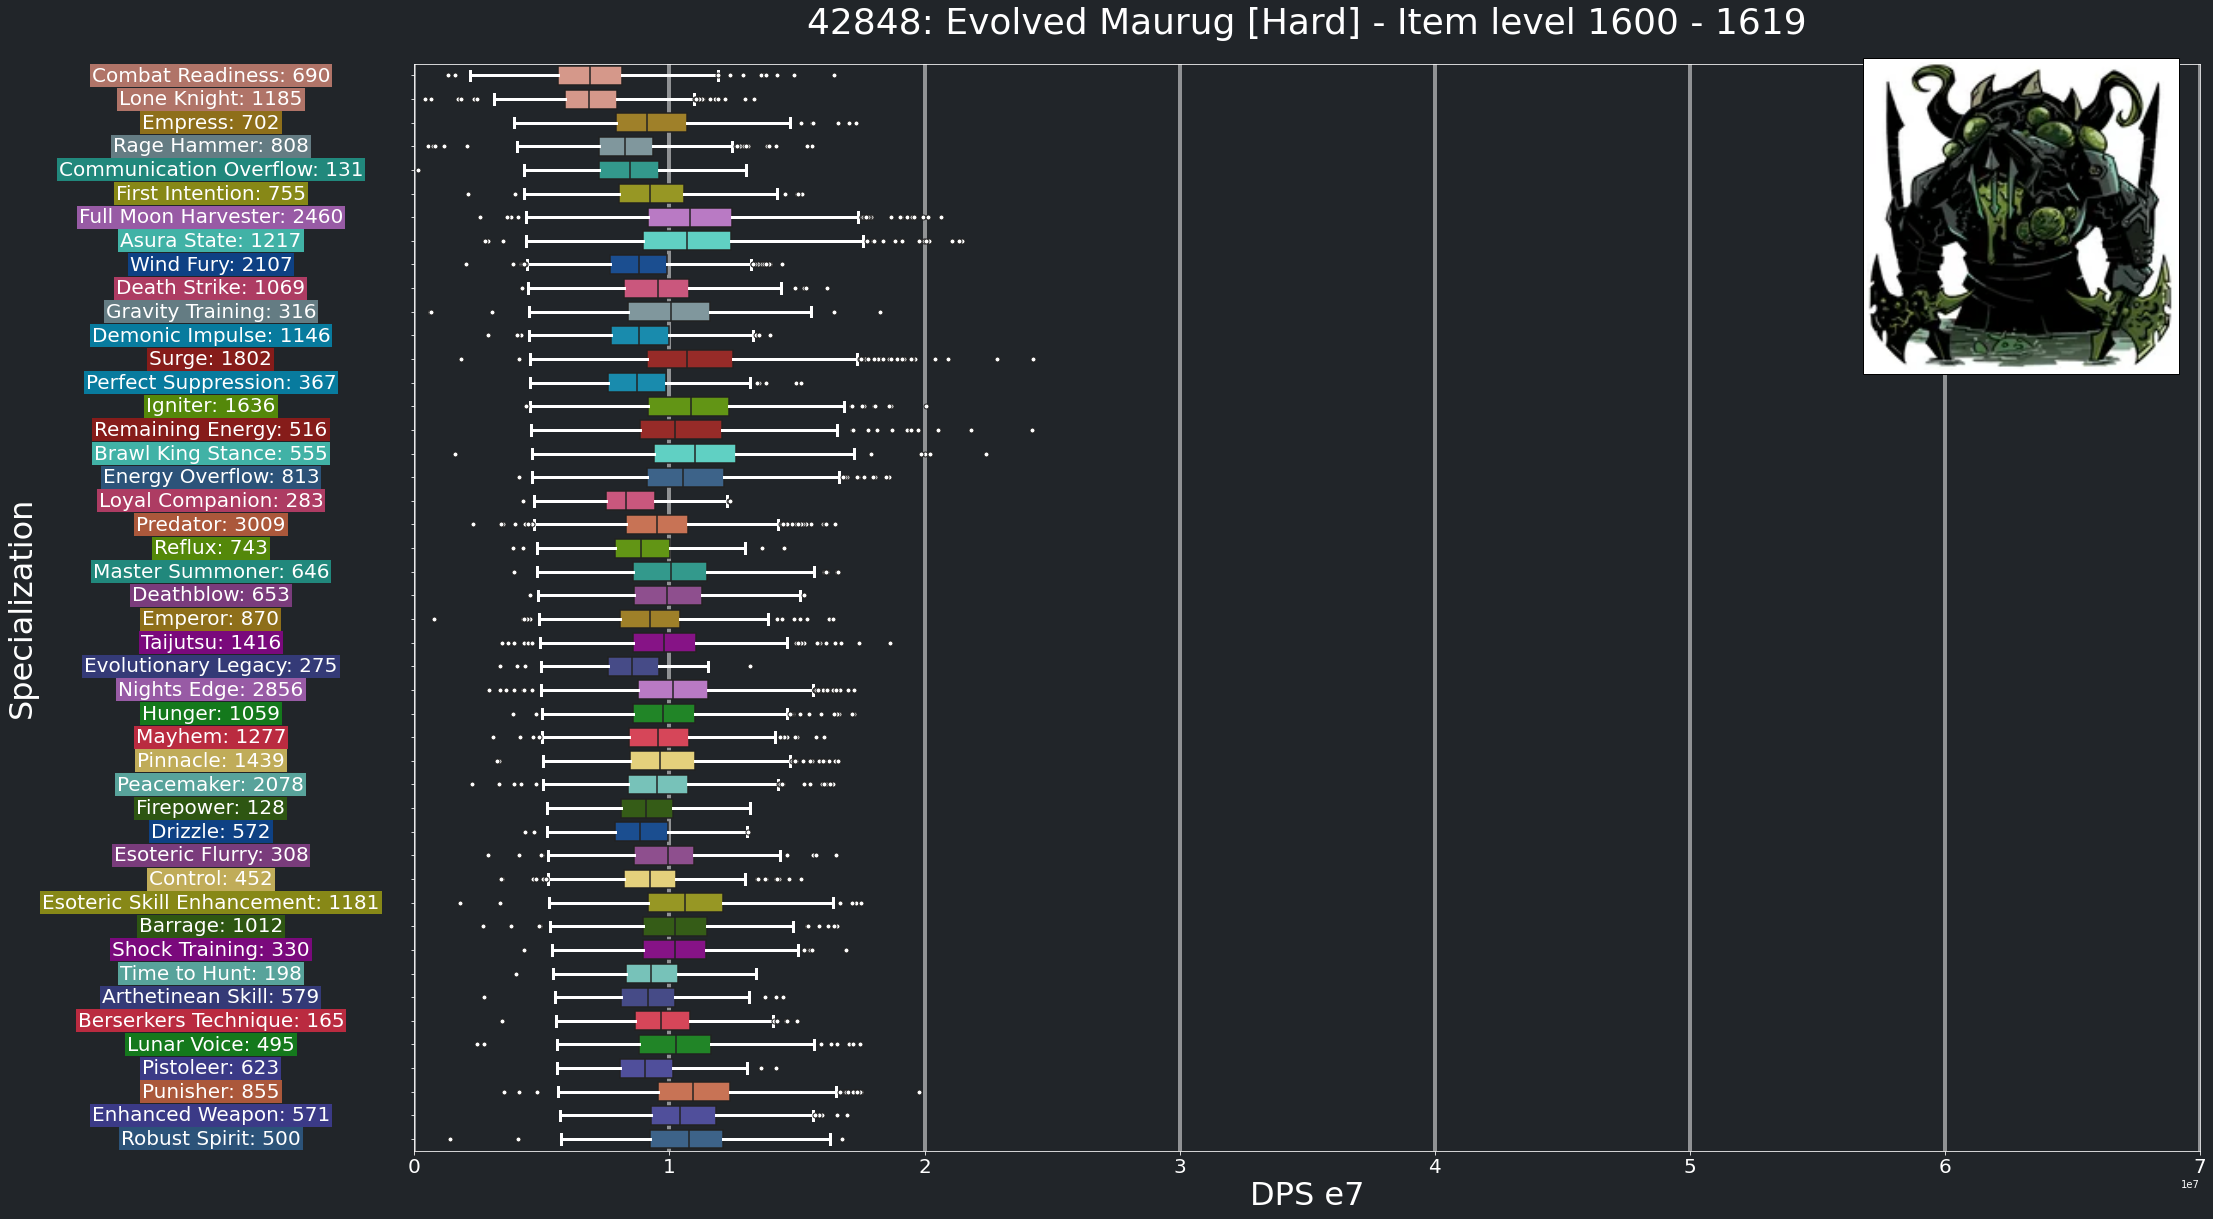 42848: Evolved Maurug [Hard] - Item level 1600 - 1619
Combat Readiness: 690
Lone Knight: 1185
Empress: 702
Rage Hammer: 808
Communication Overflow: 131
First Intention: 755
Full Moon Harvester: 2460
Asura State: 1217
Wind Fury: 2107
Death Strike: 1069
Gravity Training: 316
Demonic Impulse: 1146
Surge: 1802
Perfect Suppression: 367
Igniter: 1636
Remaining Energy: 516
Brawl King Stance: 555
Energy Overflow: 813
Loyal Companion: 283
Predator: 3009
Reflux: 743
Master Summoner: 646
Deathblow: 653
Emperor: 870
Taijutsu: 1416
Evolutionary Legacy: 275
Nights Edge: 2856
Hunger: 1059
Mayhem: 1277
Pinnacle: 1439
Peacemaker: 2078
Firepower: 128
Drizzle: 572
Esoteric Flurry: 308
Control: 452
Esoteric Skill Enhancement: 1181
Barrage: 1012
Shock Training: 330
Time to Hunt: 198
Arthetinean Skill: 579
Berserkers Technique: 165
Lunar Voice: 495
Pistoleer: 623
Punisher: 855
Enhanced Weapon: 571
Robust Spirit: 500
Specialization
0 1 2 3 4 5 6 7
1e7
DPS e7